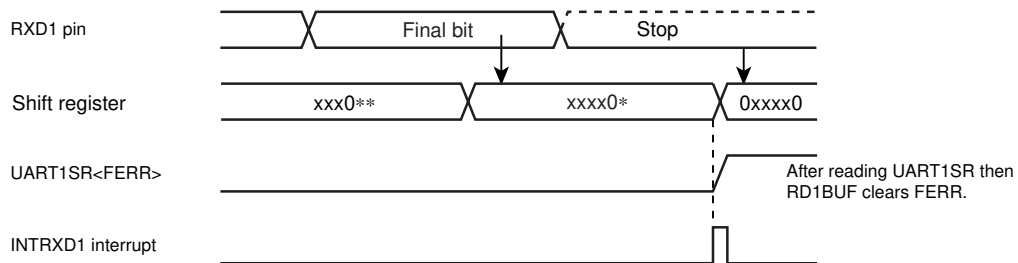 RXD1 pin
Final bit
Stop
Shift register
xxx0**
xxxx0*
0xxxx0
UART1SR<FERR>
After reading UART1SR then
RD1BUF clears FERR.
INTRXD1 interrupt